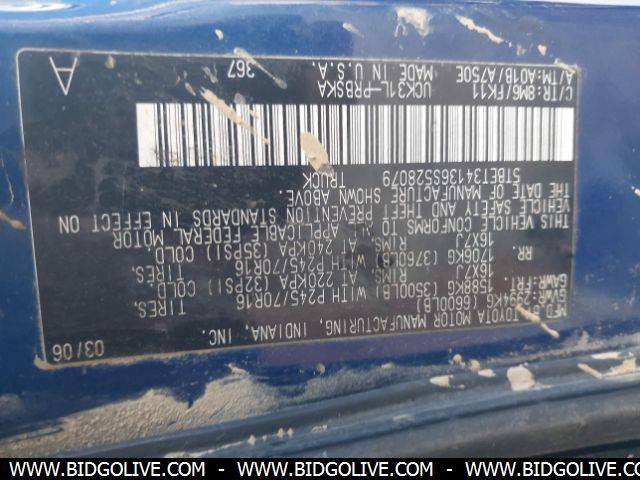 MFD.BY TOYOTA MOTOR MANUFACTURING, INDIANA, INC. 03/06
GVWR: 2994KG (6600LB)
GAWR:FRT. 1588KG (3500LB) WITH P245/70R16 TIRES,
16X7J RIMS, AT 220KPA (32PSI) COLD
RR. 1706KG (3760LB) WITH P245/70R16 TIRES,
16X7J RIMS, AT 240KPA (35PSI) COLD
THIS VEHICLE CONFORMS TO ALL APPLICABLE FEDERAL MOTOR
VEHICLE SAFETY AND THEFT PREVENTION STANDARDS IN EFFECT ON
THE DATE OF MANUFACTURE SHOWN ABOVE.
5TBET34136S528079 TRUCK
C/TR: 8M6/FK11 UCK31L-PRBSKA 367
A/TM: A01B/A750E MADE IN U.S.A. A
WWW.BIDGOLIVE.COM - WWW.BIDGOLIVE.COM - WWW.BIDGOLIVE.COM